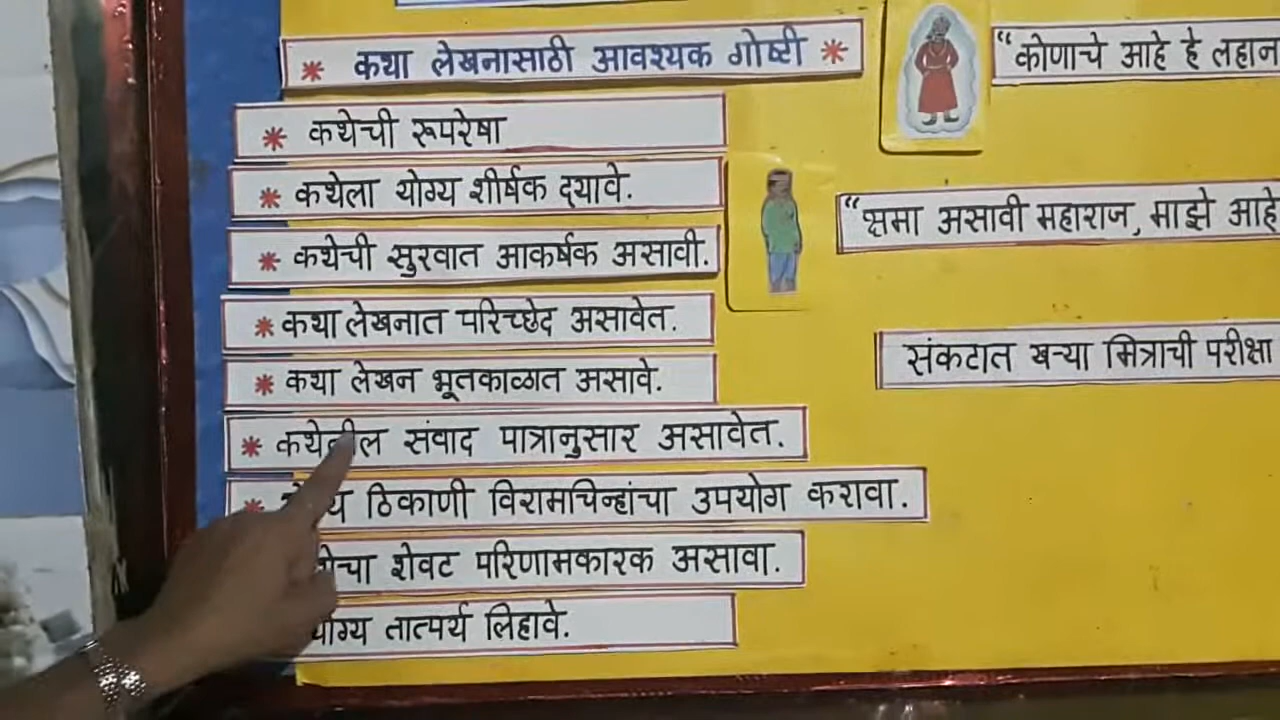 * कथा लेखनासाठी आवश्यक गोष्टी *
* कथेची रूपरेषा
* कथेला योग्य शीर्षक द्यावे.
* कथेची सुरवात आकर्षक असावी.
* कथा लेखनात परिच्छेद असावेत.
* कथा लेखन भूतकाळात असावे.
* कथेतील संवाद पात्रानुसार असावेत.
* ठिकाणी विरामचिन्हांचा उपयोग करावा.
शेवट परिणामकारक असावा.
योग्य तात्पर्य लिहावे.
"कोणाचे आहे हे लहान
"क्षमा असावी महाराज, माझे आहे
संकटात खऱ्या मित्राची परीक्षा